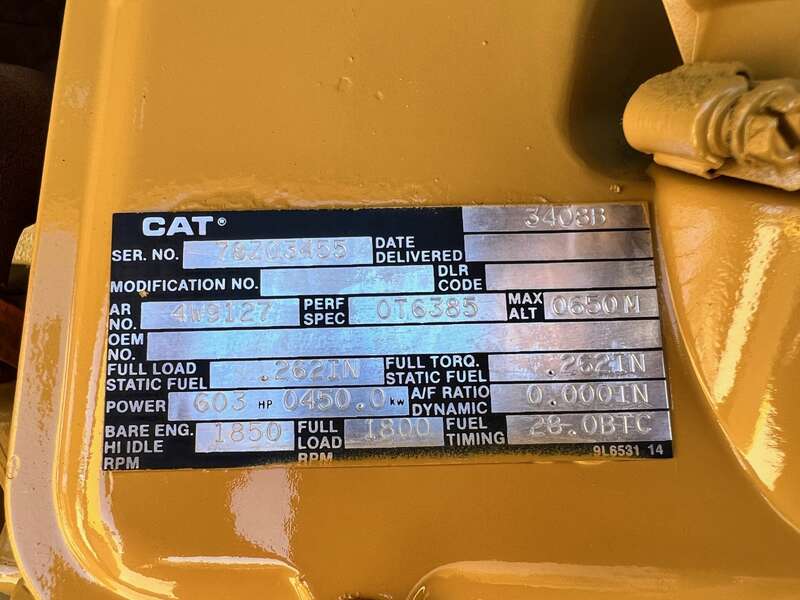 CAT® 3408B
SER. NO. 78Z03455 DATE DELIVERED
MODIFICATION NO. DLR CODE
AR NO. 4W9127 PERF SPEC 0T6385 MAX ALT 0650M
OEM NO.
FULL LOAD STATIC FUEL .262IN FULL TORQ. STATIC FUEL .262IN
POWER 603 HP 0450.0 kW A/F RATIO DYNAMIC 0.000IN
BARE ENG. HI IDLE RPM 1850 FULL LOAD RPM 1800 FUEL TIMING 28.0BTC
9L6531 14